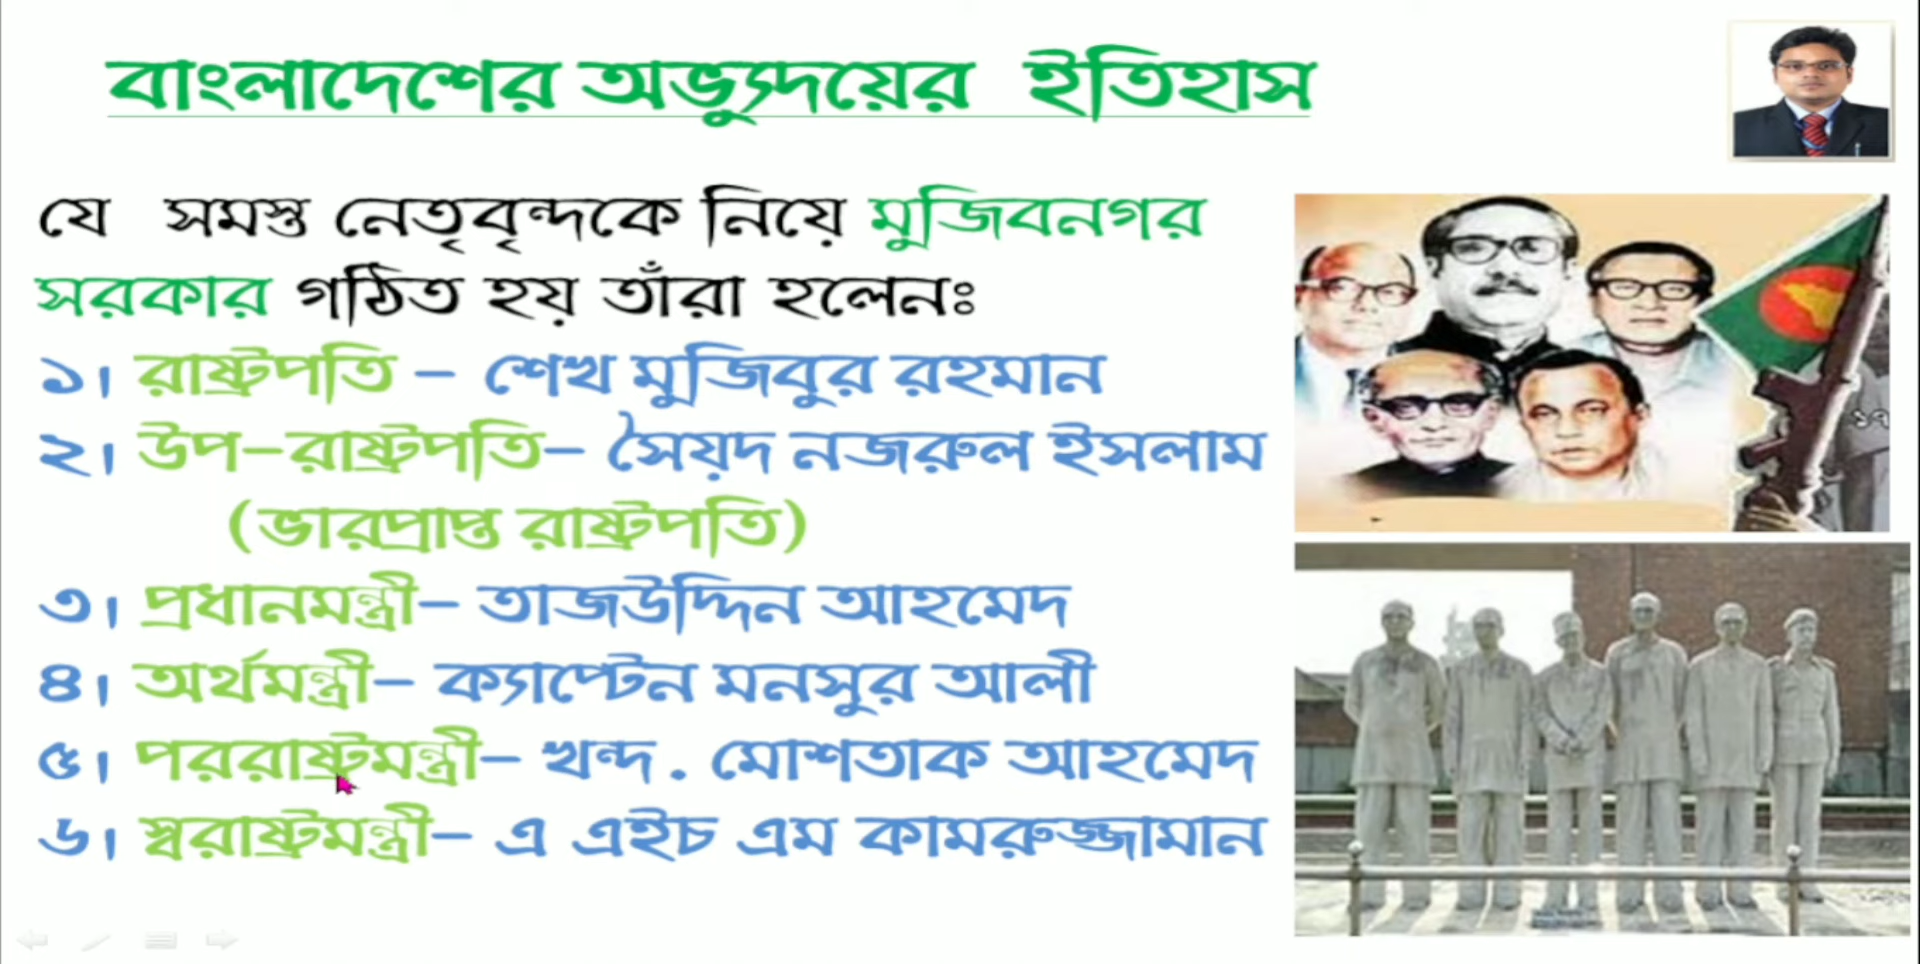 বাংলাদেশের অভ্যুদয়ের ইতিহাস
যে সমস্ত নেতৃবৃন্দকে নিয়ে মুজিবনগর
সরকার গঠিত হয় তাঁরা হলেনঃ
১। রাষ্ট্রপতি – শেখ মুজিবুর রহমান
২। উপ-রাষ্ট্রপতি– সৈয়দ নজরুল ইসলাম
(ভারপ্রাপ্ত রাষ্ট্রপতি)
৩। প্রধানমন্ত্রী– তাজউদ্দিন আহমেদ
৪। অর্থমন্ত্রী– ক্যাপ্টেন মনসুর আলী
৫। পররাষ্ট্রমন্ত্রী– খন্দ. মোশতাক আহমেদ
৬। স্বরাষ্ট্রমন্ত্রী– এ এইচ এম কামরুজ্জামান